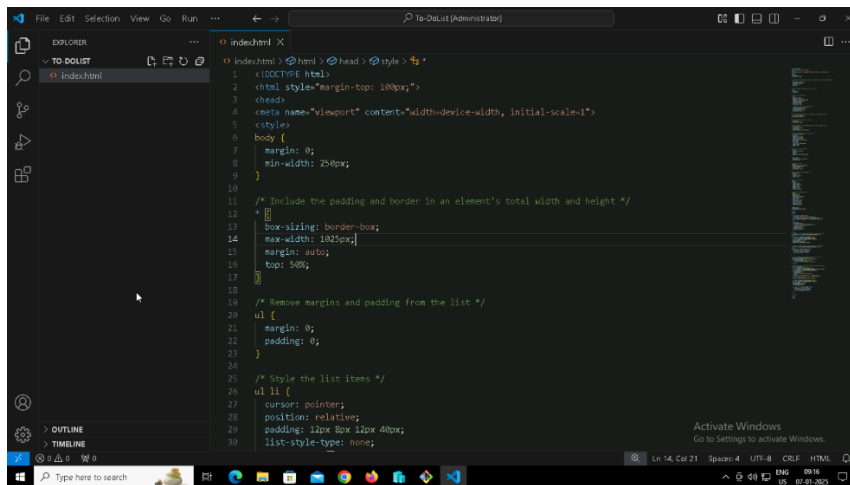 File Edit Selection View Go Run ··· To-DoList [Administrator]
EXPLORER ··· index.html
TO-DOLIST index.html > html > head > style > *
index.html
1 <!DOCTYPE html>
2 <html style="margin-top: 100px;">
3 <head>
4 <meta name="viewport" content="width=device-width, initial-scale=1">
5 <style>
6 body {
7 margin: 0;
8 min-width: 250px;
9 }
10
11 /* Include the padding and border in an element's total width and height */
12 * {
13 box-sizing: border-box;
14 max-width: 1025px;
15 margin: auto;
16 top: 50%;
17 }
18
19 /* Remove margins and padding from the list */
20 ul {
21 margin: 0;
22 padding: 0;
23 }
24
25 /* Style the list items */
26 ul li {
27 cursor: pointer;
28 position: relative;
29 padding: 12px 8px 12px 40px;
30 list-style-type: none;
OUTLINE
TIMELINE
Activate Windows
Go to Settings to activate Windows.
0 0 0 Ln 14, Col 21 Spaces: 4 UTF-8 CRLF HTML
Type here to search
ENG 09:16
US 07-01-2025